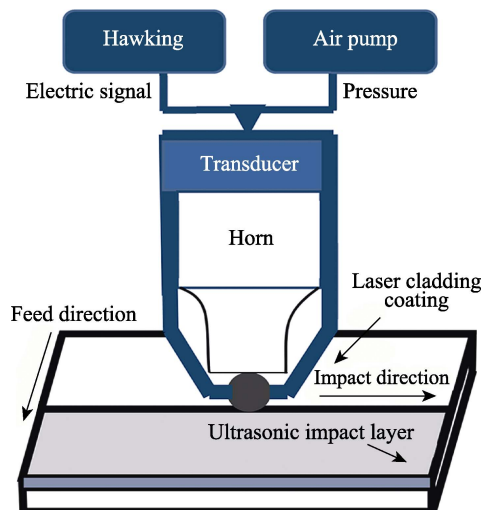 Hawking
Air pump
Electric signal
Pressure
Transducer
Horn
Laser cladding
coating
Feed direction
Impact direction
Ultrasonic impact layer